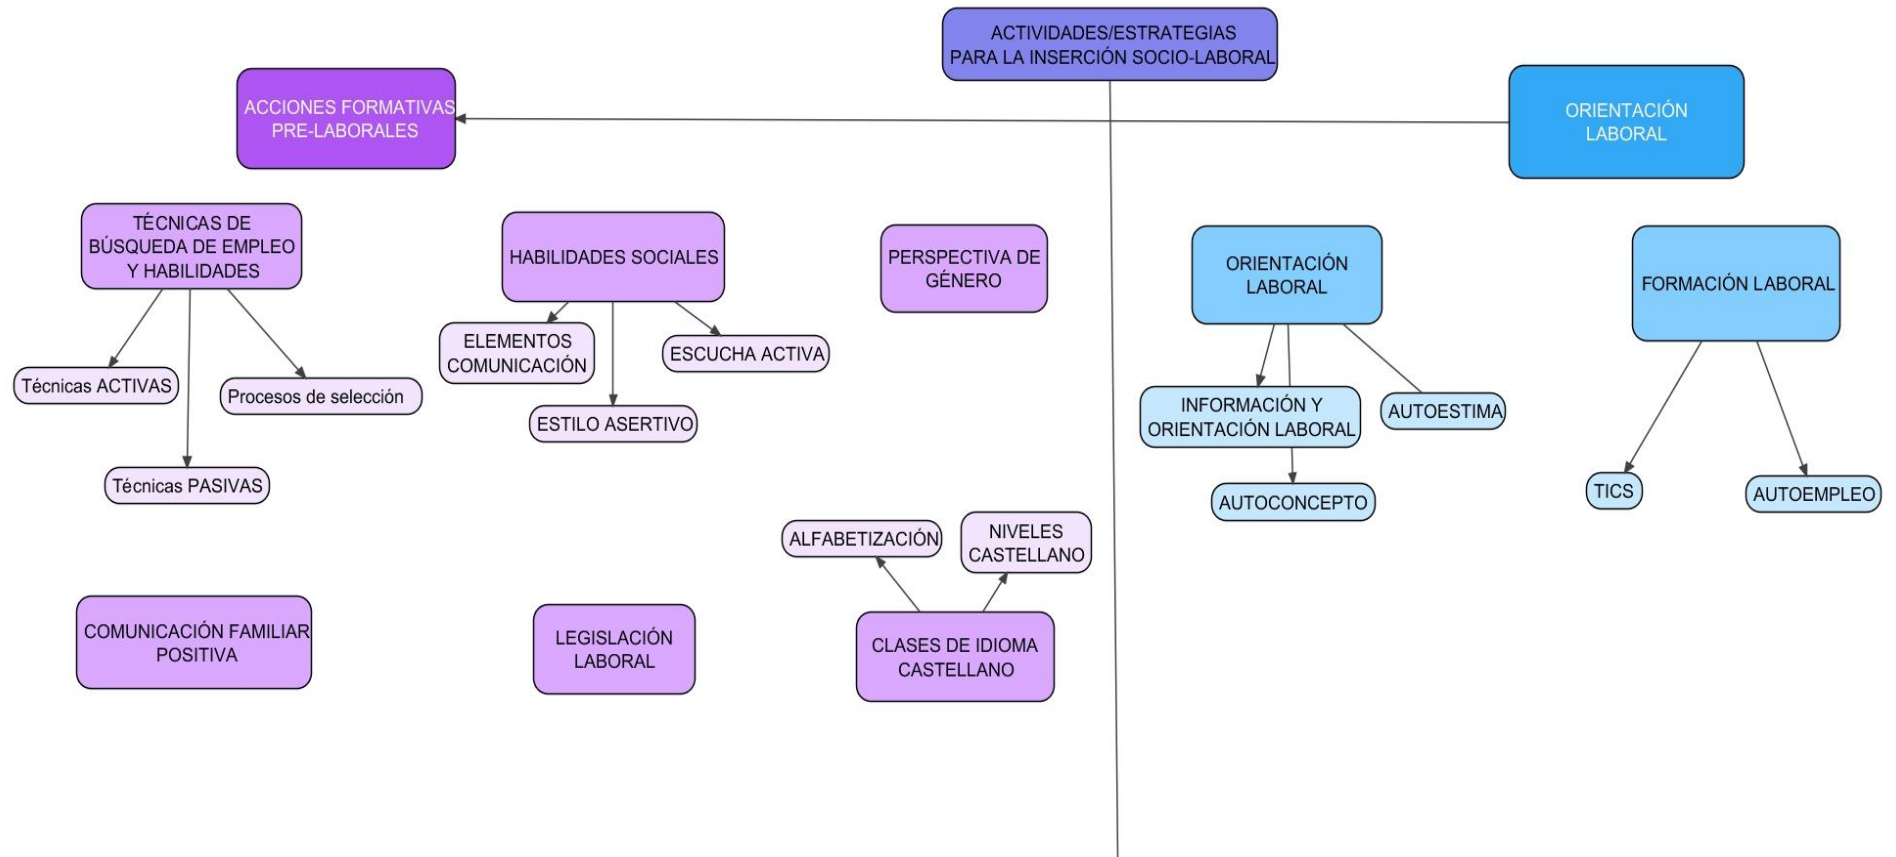 ACTIVIDADES/ESTRATEGIAS
PARA LA INSERCIÓN SOCIO-LABORAL
ACCIONES FORMATIVAS
PRE-LABORALES
ORIENTACIÓN
LABORAL
TÉCNICAS DE
BÚSQUEDA DE EMPLEO
Y HABILIDADES
HABILIDADES SOCIALES
PERSPECTIVA DE
GÉNERO
ORIENTACIÓN
LABORAL
FORMACIÓN LABORAL
ELEMENTOS
COMUNICACIÓN
ESCUCHA ACTIVA
Técnicas ACTIVAS
Procesos de selección
ESTILO ASERTIVO
INFORMACIÓN Y
ORIENTACIÓN LABORAL
AUTOESTIMA
Técnicas PASIVAS
AUTOCONCEPTO
TICS
AUTOEMPLEO
ALFABETIZACIÓN
NIVELES
CASTELLANO
COMUNICACIÓN FAMILIAR
POSITIVA
LEGISLACIÓN
LABORAL
CLASES DE IDIOMA
CASTELLANO